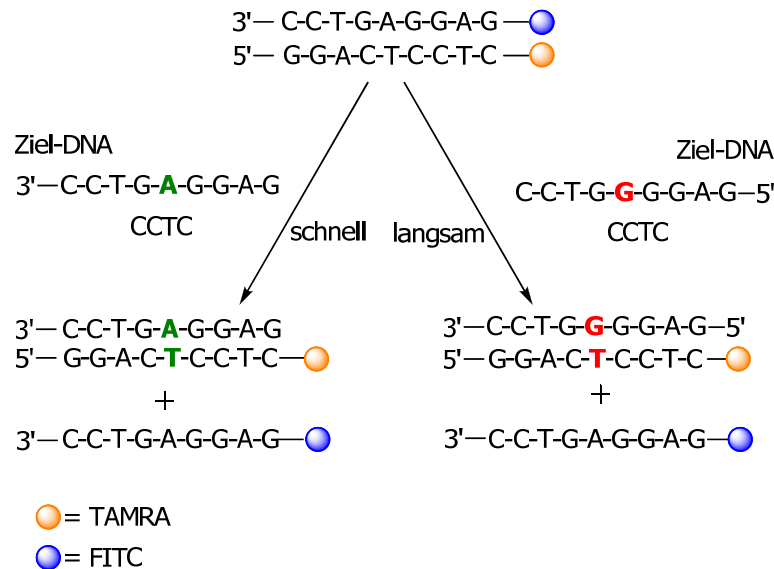 3'–C-C-T-G-A-G-G-A-G
5'–G-G-A-C-T-C-C-T-C
Ziel-DNA
3'–C-C-T-G-A-G-G-A-G
CCTC
Ziel-DNA
C-C-T-G-G-G-G-A-G–5'
CCTC
schnell
langsam
3'–C-C-T-G-A-G-G-A-G
5'–G-G-A-C-T-C-C-T-C
+
3'–C-C-T-G-A-G-G-A-G
3'–C-C-T-G-G-G-G-A-G–5'
5'–G-G-A-C-T-C-C-T-C
+
3'–C-C-T-G-A-G-G-A-G
= TAMRA
= FITC